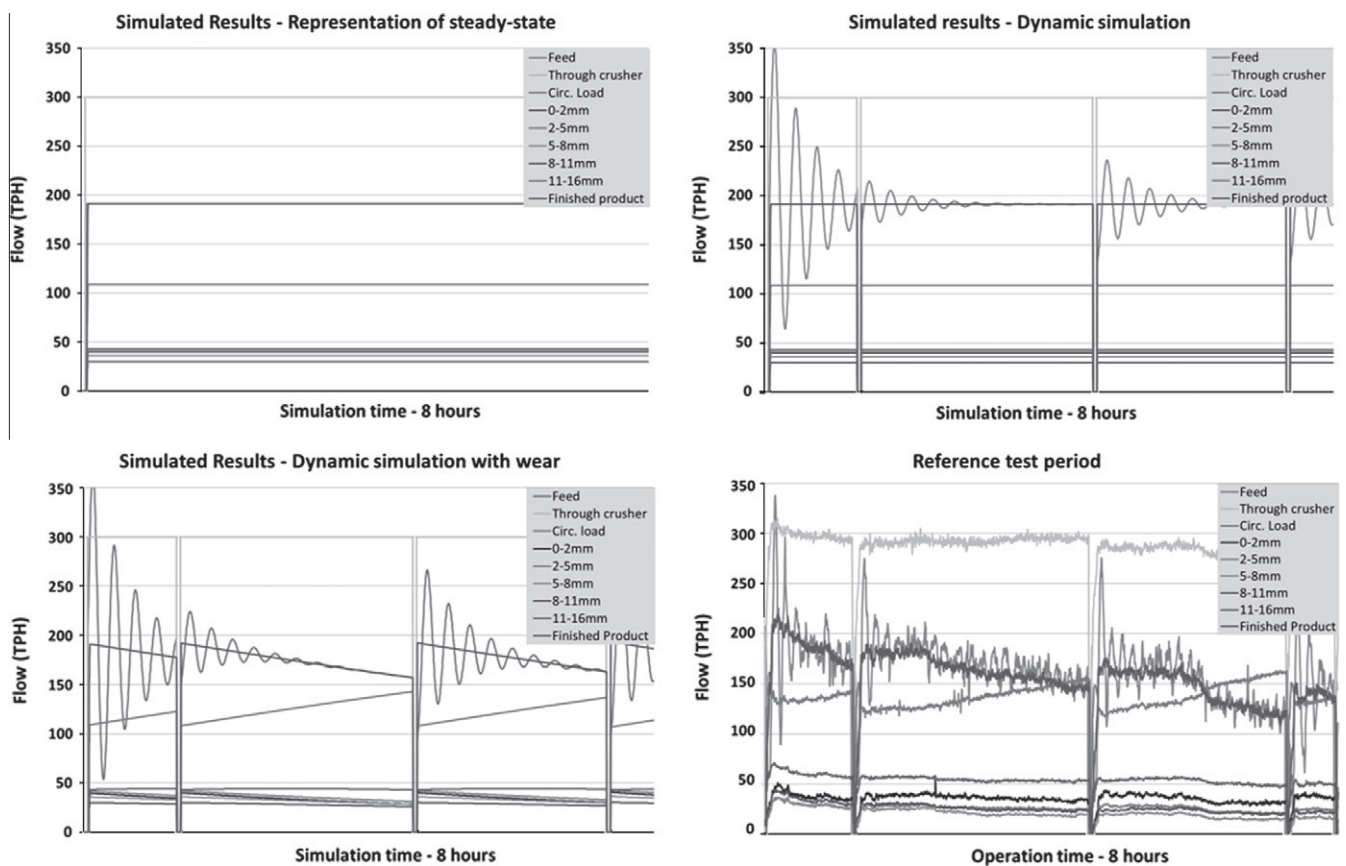 Simulated Results - Representation of steady-state
350
300
250
200
150
100
50
0
Flow (TPH)
Feed
Through crusher
Circ. Load
0-2mm
2-5mm
5-8mm
8-11mm
11-16mm
Finished product
Simulation time - 8 hours
Simulated results - Dynamic simulation
350
300
250
200
150
100
50
0
Flow (TPH)
Feed
Through crusher
Circ. Load
0-2mm
2-5mm
5-8mm
8-11mm
11-16mm
Finished product
Simulation time - 8 hours
Simulated Results - Dynamic simulation with wear
350
300
250
200
150
100
50
0
Flow (TPH)
Feed
Through crusher
Circ. load
0-2mm
2-5mm
5-8mm
8-11mm
11-16mm
Finished Product
Simulation time - 8 hours
Reference test period
350
300
250
200
150
100
50
0
Flow (TPH)
Feed
Through crusher
Circ. Load
0-2mm
2-5mm
5-8mm
8-11mm
11-16mm
Finished Product
Operation time - 8 hours